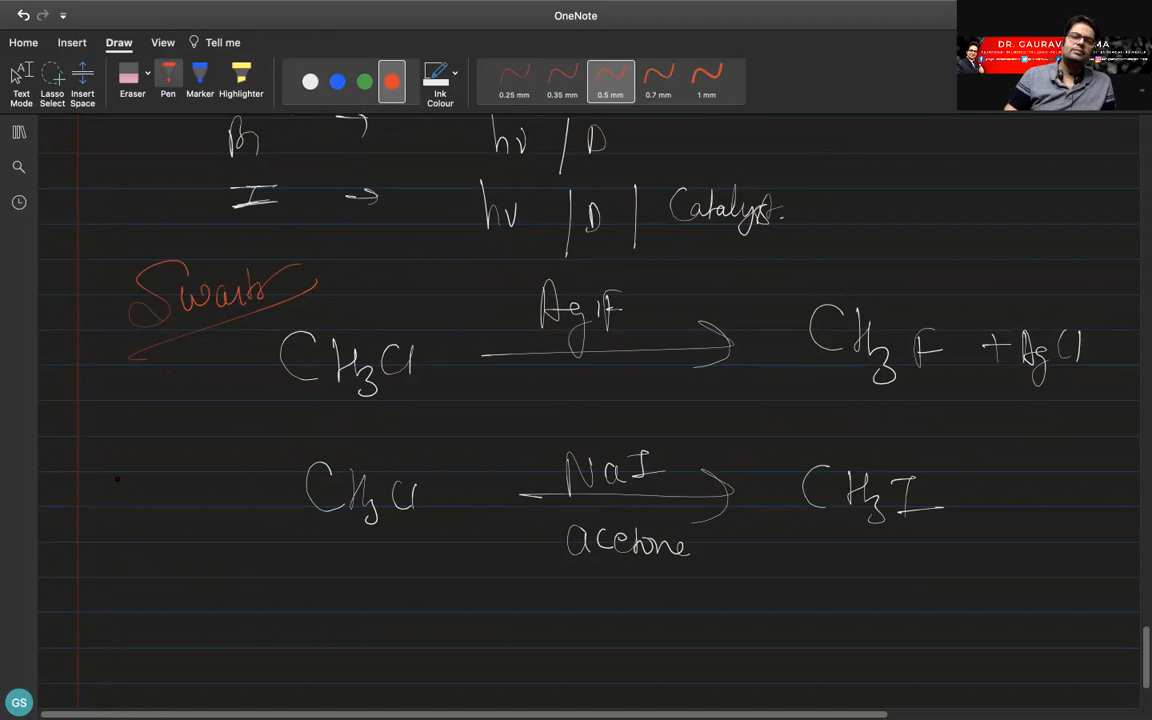 OneNote
Home Insert Draw View Tell me
Text Mode
Lasso Select
Insert Space
Eraser
Pen
Marker
Highlighter
Ink Colour
0.25 mm
0.35 mm
0.5 mm
0.7 mm
1 mm
DR. GAURAV
Br → hν / D
I → hν | D | Catalyst.
Swarts
CH3Cl AgF CH3F + AgCl
CH3Cl NaI CH3I
acetone
GS